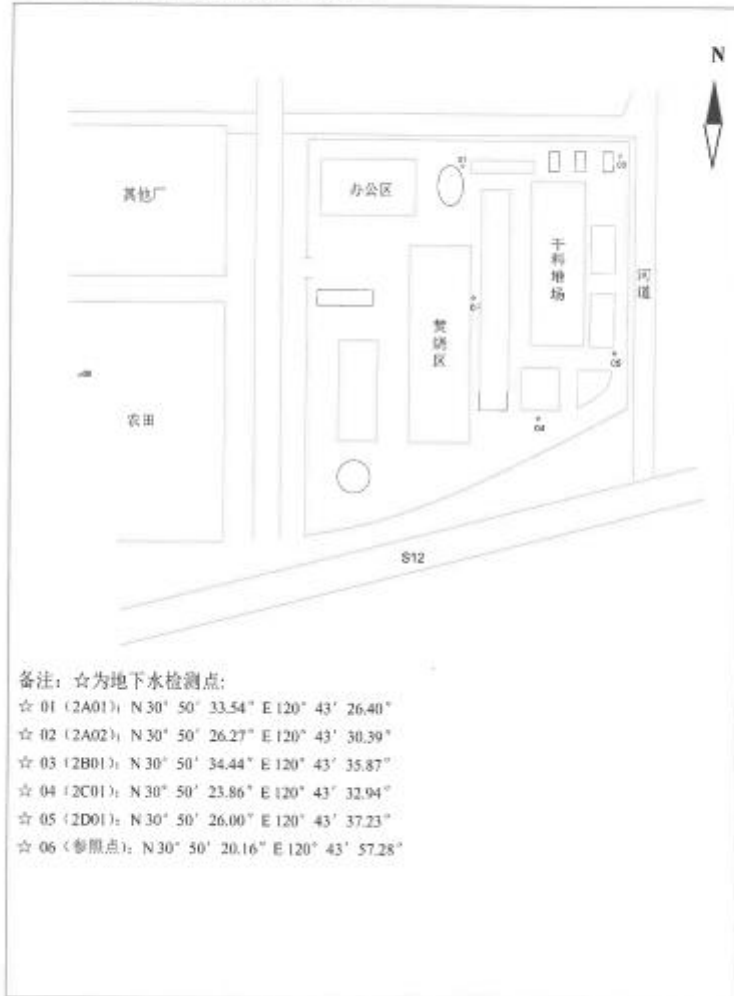 N
01
03
其他厂
办公区
干料堆场
河道
焚烧区
05
农田
04
S12
备注：☆为地下水检测点:
☆ 01（2A01）: N 30° 50′ 33.54″ E 120° 43′ 26.40″
☆ 02（2A02）: N 30° 50′ 26.27″ E 120° 43′ 30.39″
☆ 03（2B01）: N 30° 50′ 34.44″ E 120° 43′ 35.87″
☆ 04（2C01）: N 30° 50′ 23.86″ E 120° 43′ 32.94″
☆ 05（2D01）: N 30° 50′ 26.00″ E 120° 43′ 37.23″
☆ 06（参照点）: N 30° 50′ 20.16″ E 120° 43′ 57.28″